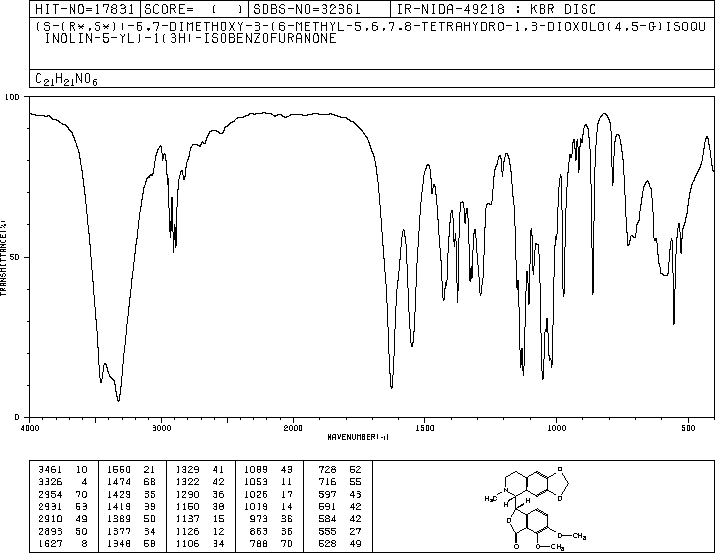 HIT-NO=17831 SCORE= ( ) SDBS-NO=32361 IR-NIDA-49218 : KBR DISC
(S-(R*,S*))-6,7-DIMETHOXY-3-(6-METHYL-5,6,7,8-TETRAHYDRO-1,3-DIOXOLO(4,5-G)ISOQU
INOLIN-5-YL)-1(3H)-ISOBENZOFURANONE
C21H21NO6
100
TRANSMITTANCE(%)
50
0
4000 3000 2000 1500 1000 500
WAVENUMBER(-1)
3461 10 1550 21 1329 41 1089 43 728 52
3326 4 1474 68 1322 42 1053 11 716 55
2954 70 1429 35 1290 36 1026 17 597 43
2931 53 1419 39 1150 38 1019 14 591 42
2910 49 1389 50 1137 15 973 36 584 42
2893 50 1377 34 1126 12 863 36 555 27
1627 8 1348 58 1106 34 788 70 528 49
O
N
O
CH3
H
H
O
O
CH3
O
O
CH3